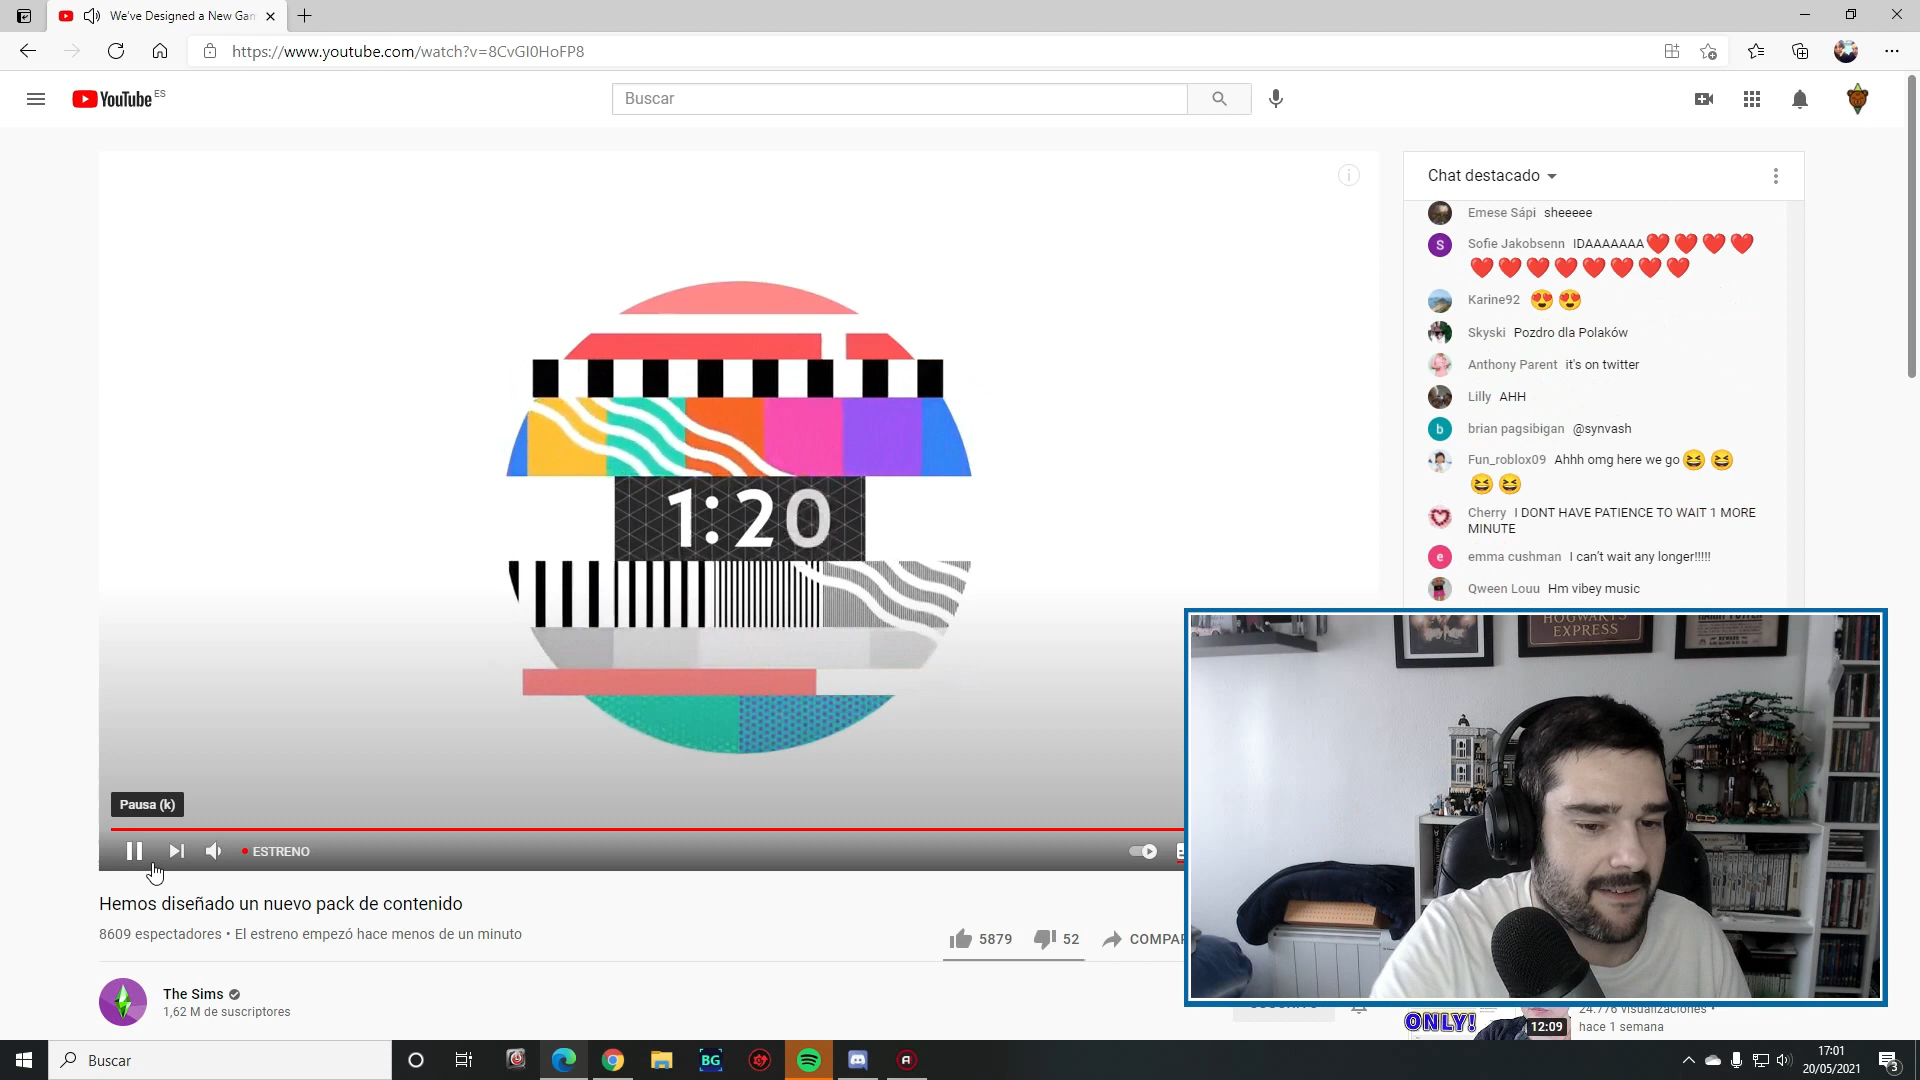 We've Designed a New Gam
https://www.youtube.com/watch?v=8CvGI0HoFP8
YouTube ES
Buscar
Chat destacado
Emese Sápi sheeeee
Sofie Jakobsenn IDAAAAAAA❤️❤️❤️❤️
❤️❤️❤️❤️❤️❤️❤️❤️
Karine92 😍😍
Skyski Pozdro dla Polaków
Anthony Parent it's on twitter
Lilly AHH
brian pagsibigan @synvash
Fun_roblox09 Ahhh omg here we go😆😆
😆😆
Cherry I DONT HAVE PATIENCE TO WAIT 1 MORE
MINUTE
emma cushman I can't wait any longer!!!!!
Qween Louu Hm vibey music
1:20
HOGWARTS
EXPRESS
Pausa (k)
ESTRENO
Hemos diseñado un nuevo pack de contenido
8609 espectadores • El estreno empezó hace menos de un minuto
5879
52
COMPAR
The Sims
1,62 M de suscriptores
ONLY!
12:09
24.776 visualizaciones •
hace 1 semana
Buscar
BG
17:01
20/05/2021
3